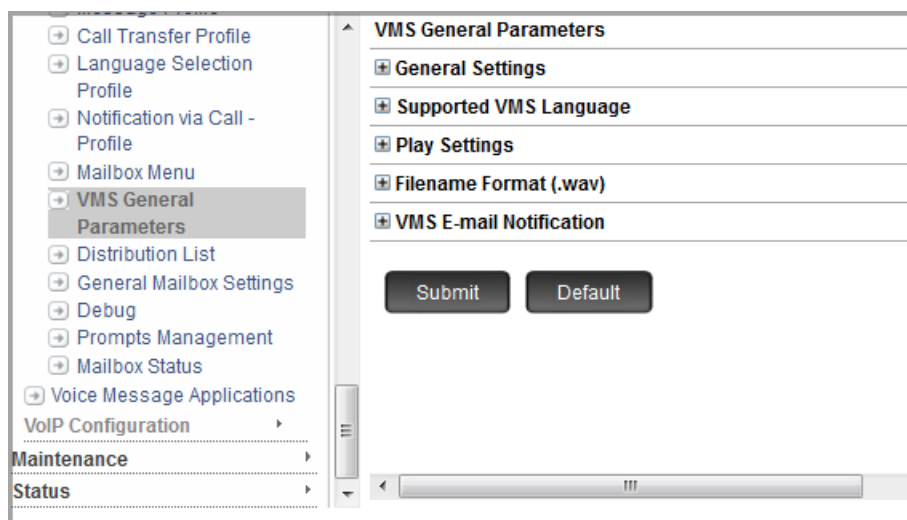 Message Profile
Call Transfer Profile
Language Selection
Profile
Notification via Call -
Profile
Mailbox Menu
VMS General
Parameters
Distribution List
General Mailbox Settings
Debug
Prompts Management
Mailbox Status
Voice Message Applications
VoIP Configuration
Maintenance
Status
VMS General Parameters
General Settings
Supported VMS Language
Play Settings
Filename Format (.wav)
VMS E-mail Notification
Submit
Default